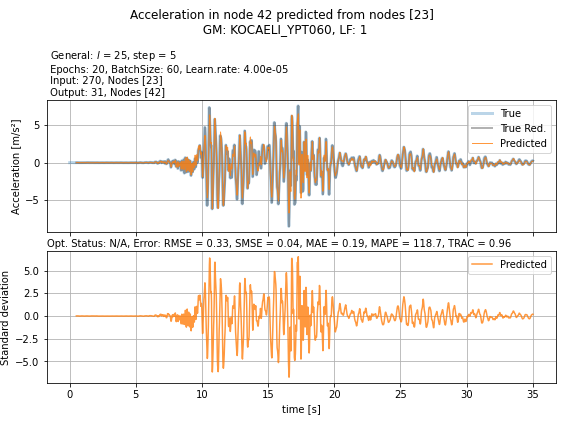 Acceleration in node 42 predicted from nodes [23]
GM: KOCAELI_YPT060, LF: 1
General: l = 25, step = 5
Epochs: 20, BatchSize: 60, Learn.rate: 4.00e-05
Input: 270, Nodes [23]
Output: 31, Nodes [42]
Acceleration [m/s²]
5
0
−5
True
True Red.
Predicted
Opt. Status: N/A, Error: RMSE = 0.33, SMSE = 0.04, MAE = 0.19, MAPE = 118.7, TRAC = 0.96
Standard deviation
5.0
2.5
0.0
−2.5
−5.0
Predicted
0 5 10 15 20 25 30 35
time [s]